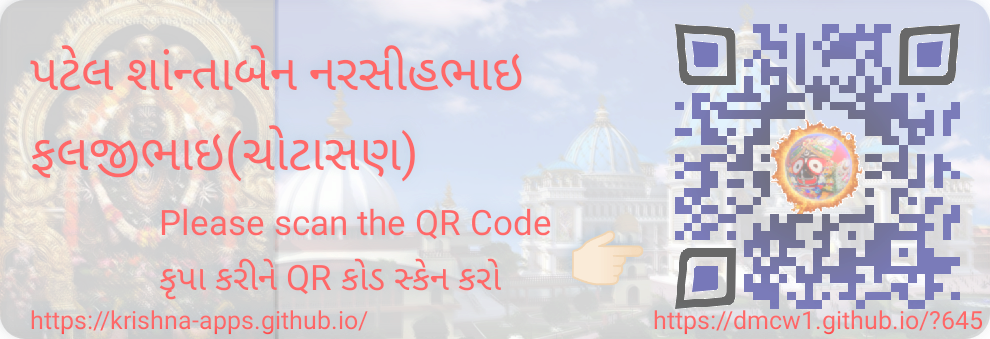 પટેલ શાંન્તાબેન નરસીહભાઇ
ફલજીભાઇ(ચોટાસણ)
Please scan the QR Code
કૃપા કરીને QR કોડ સ્કેન કરો
https://krishna-apps.github.io/
https://dmcw1.github.io/?645